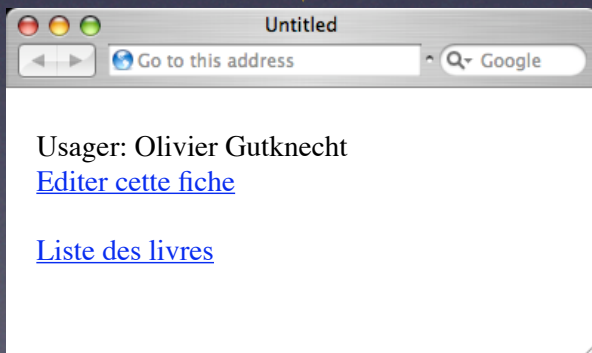 Untitled
Go to this address
Google
Usager: Olivier Gutknecht
Editer cette fiche
Liste des livres